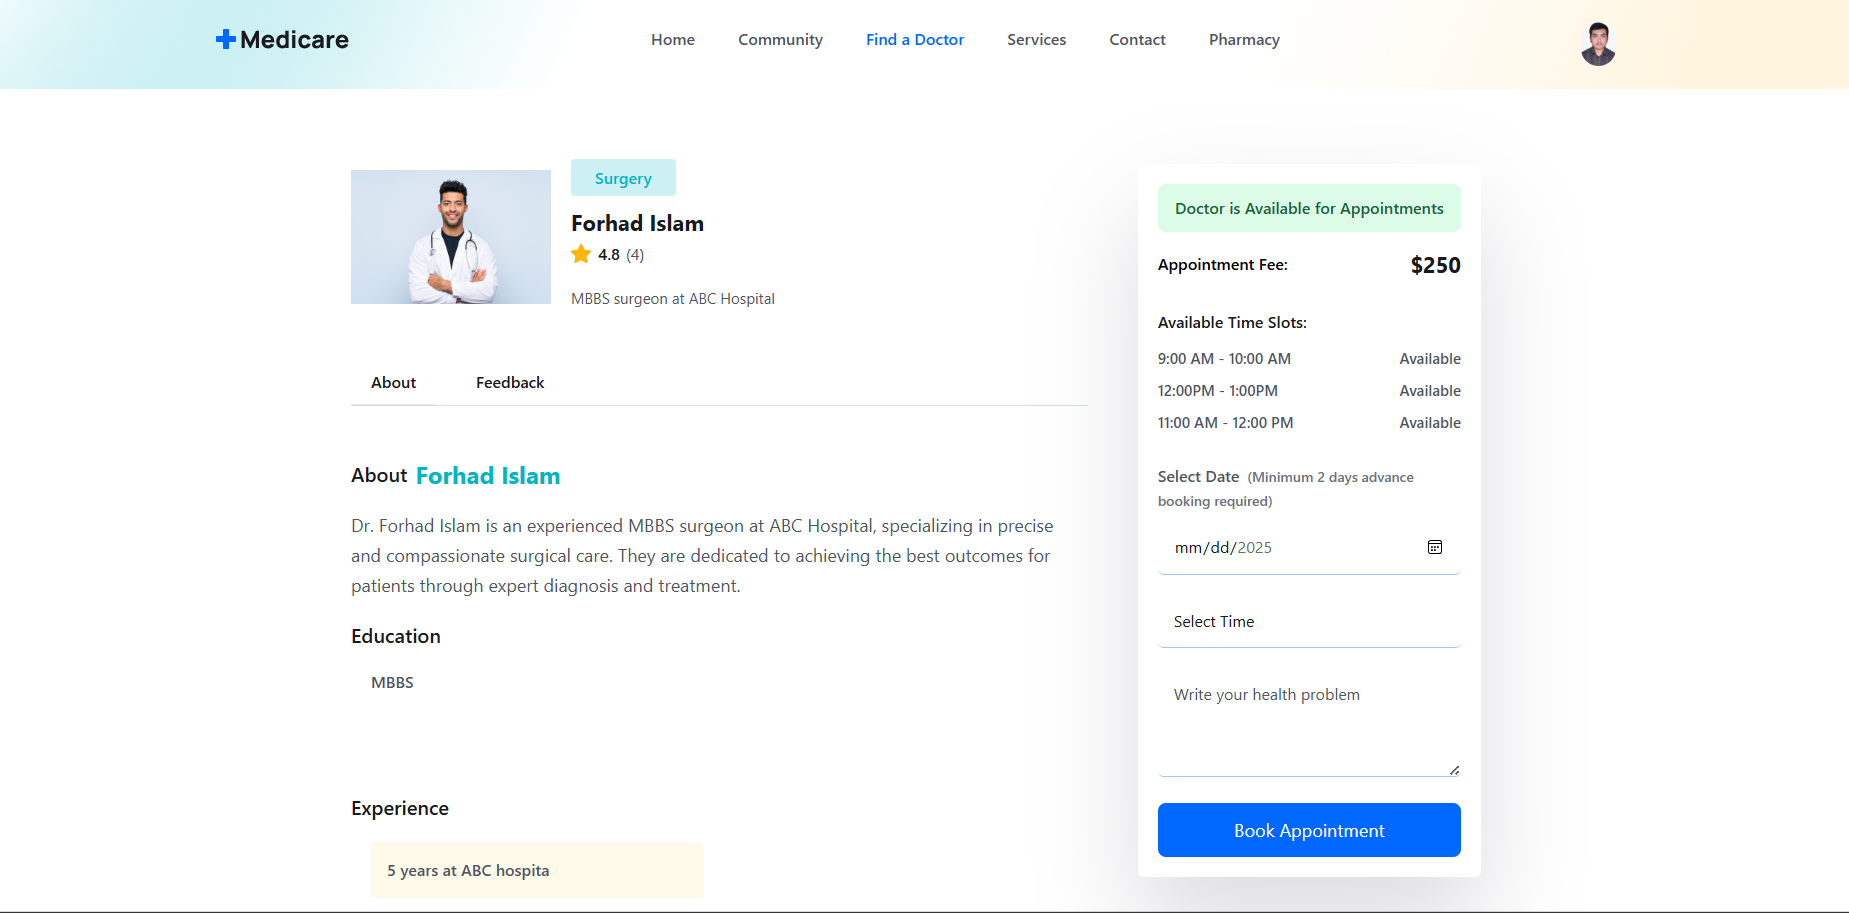 Medicare
Home Community Find a Doctor Services Contact Pharmacy
Surgery
Forhad Islam
4.8 (4)
MBBS surgeon at ABC Hospital
About Feedback
About Forhad Islam
Dr. Forhad Islam is an experienced MBBS surgeon at ABC Hospital, specializing in precise
and compassionate surgical care. They are dedicated to achieving the best outcomes for
patients through expert diagnosis and treatment.
Education
MBBS
Experience
5 years at ABC hospita
Doctor is Available for Appointments
Appointment Fee: $250
Available Time Slots:
9:00 AM - 10:00 AM Available
12:00PM - 1:00PM Available
11:00 AM - 12:00 PM Available
Select Date (Minimum 2 days advance
booking required)
mm/dd/2025
Select Time
Write your health problem
Book Appointment